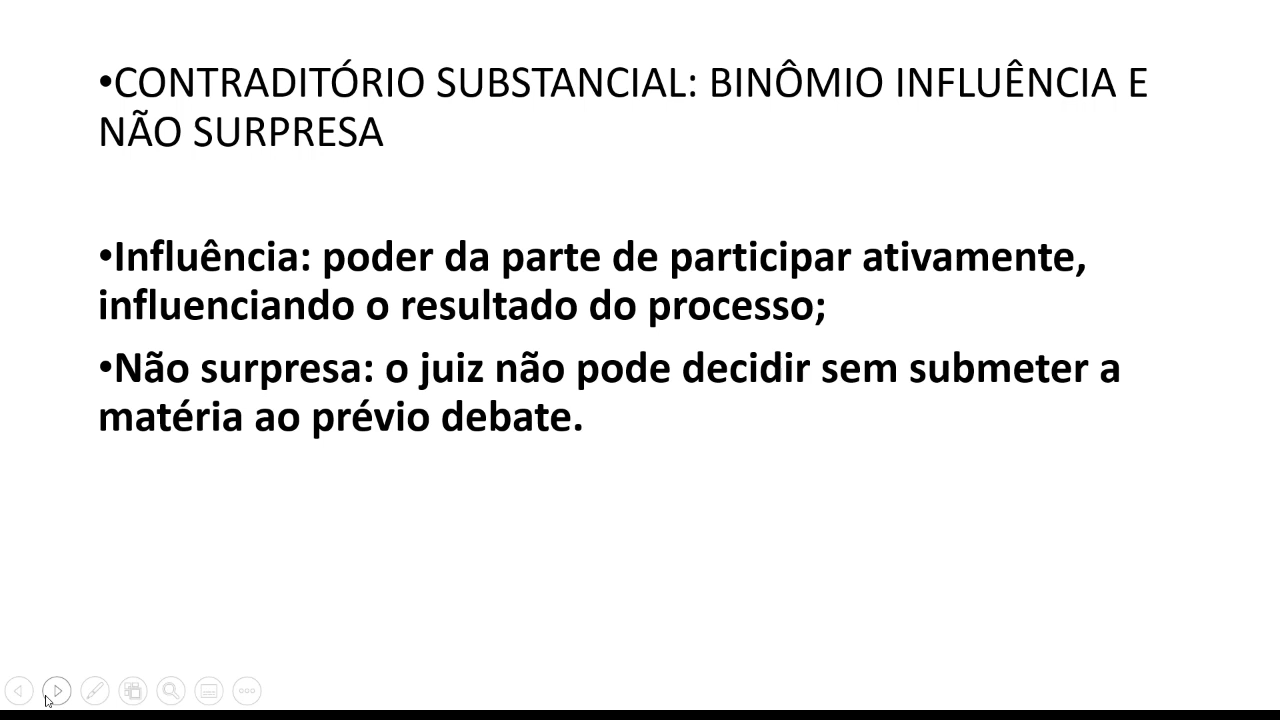 •CONTRADITÓRIO SUBSTANCIAL: BINÔMIO INFLUÊNCIA E
NÃO SURPRESA
•Influência: poder da parte de participar ativamente,
influenciando o resultado do processo;
•Não surpresa: o juiz não pode decidir sem submeter a
matéria ao prévio debate.